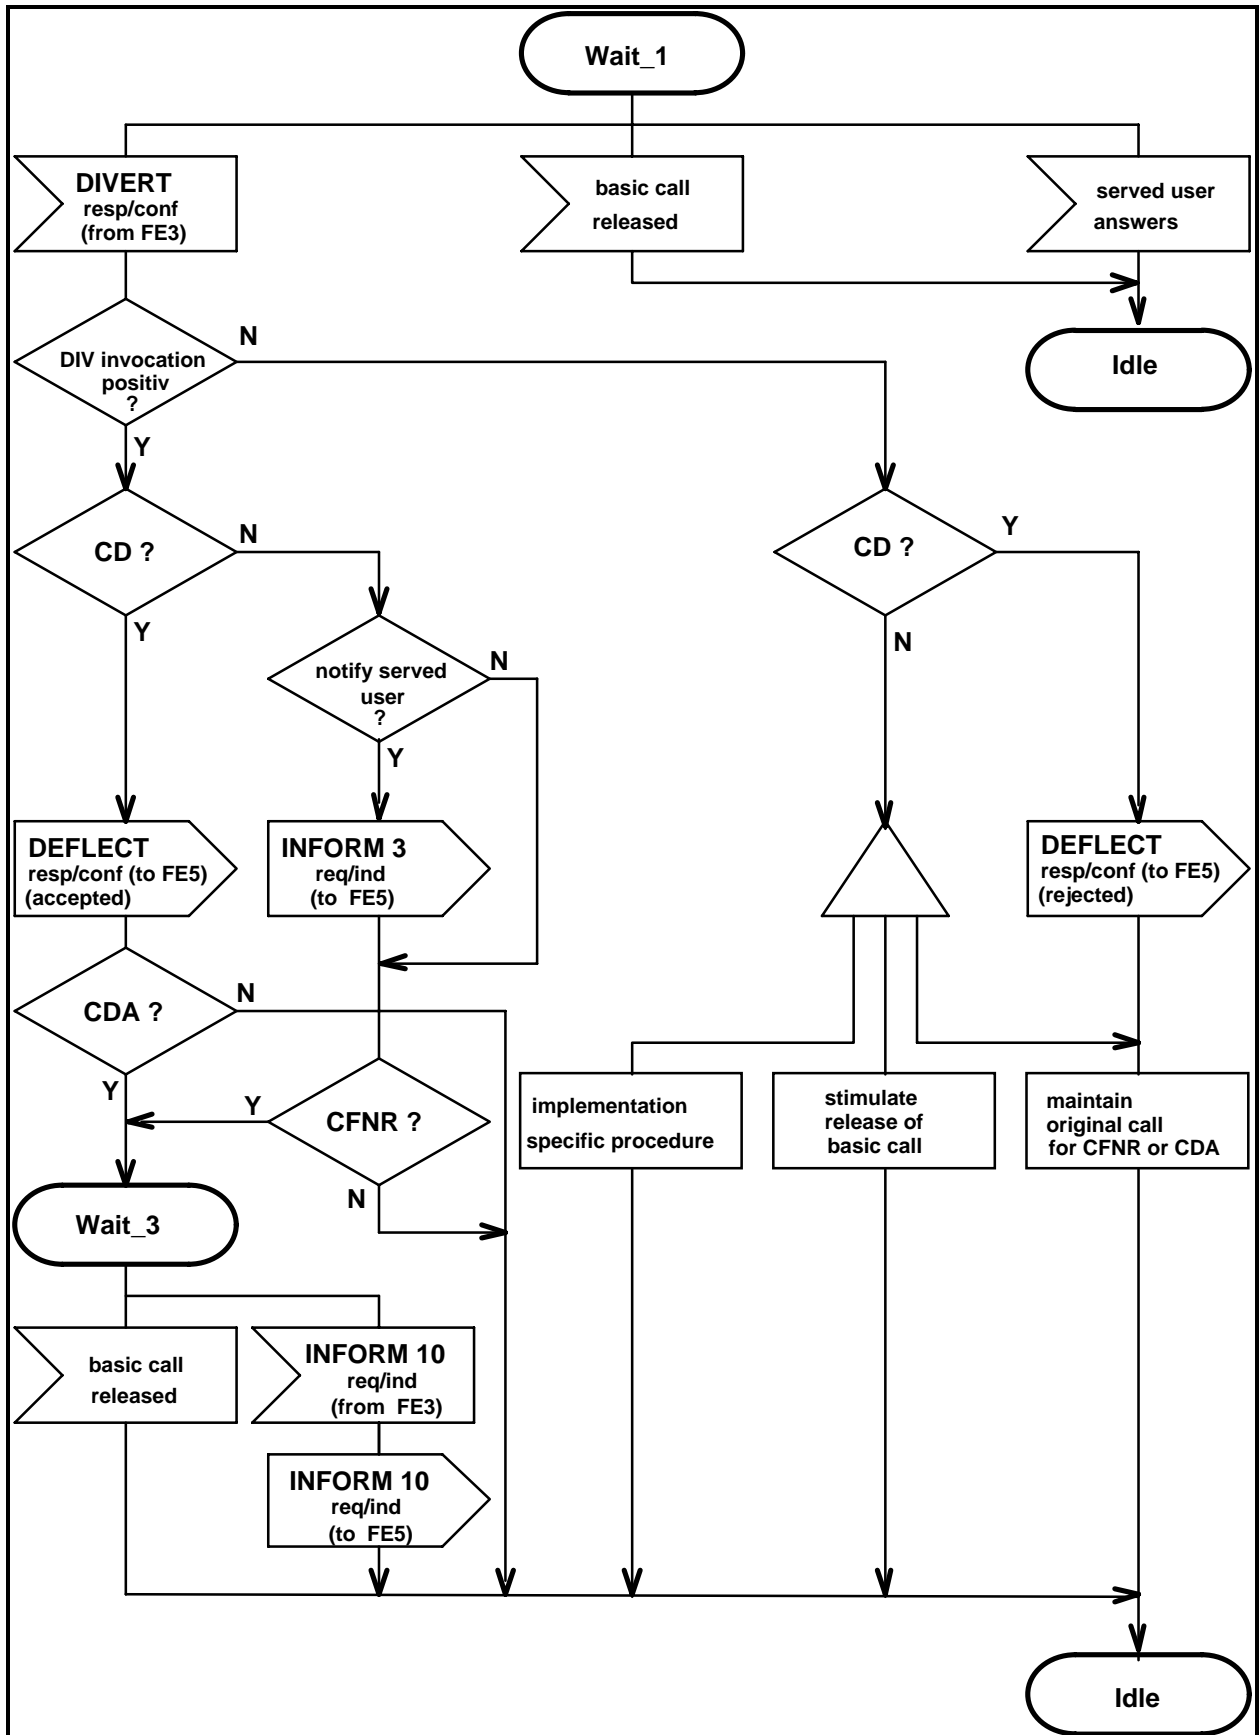 Wait_1
DIVERT
resp/conf
(from FE3)
basic call
released
served user
answers
Idle
DIV invocation
positiv
?
N
Y
CD ?
N
Y
CD ?
Y
N
notify served
user
?
N
Y
DEFLECT
resp/conf (to FE5)
(accepted)
INFORM 3
req/ind
(to FE5)
DEFLECT
resp/conf (to FE5)
(rejected)
CDA ?
N
Y
CFNR ?
Y
N
implementation
specific procedure
stimulate
release of
basic call
maintain
original call
for CFNR or CDA
Wait_3
basic call
released
INFORM 10
req/ind
(from FE3)
INFORM 10
req/ind
(to FE5)
Idle